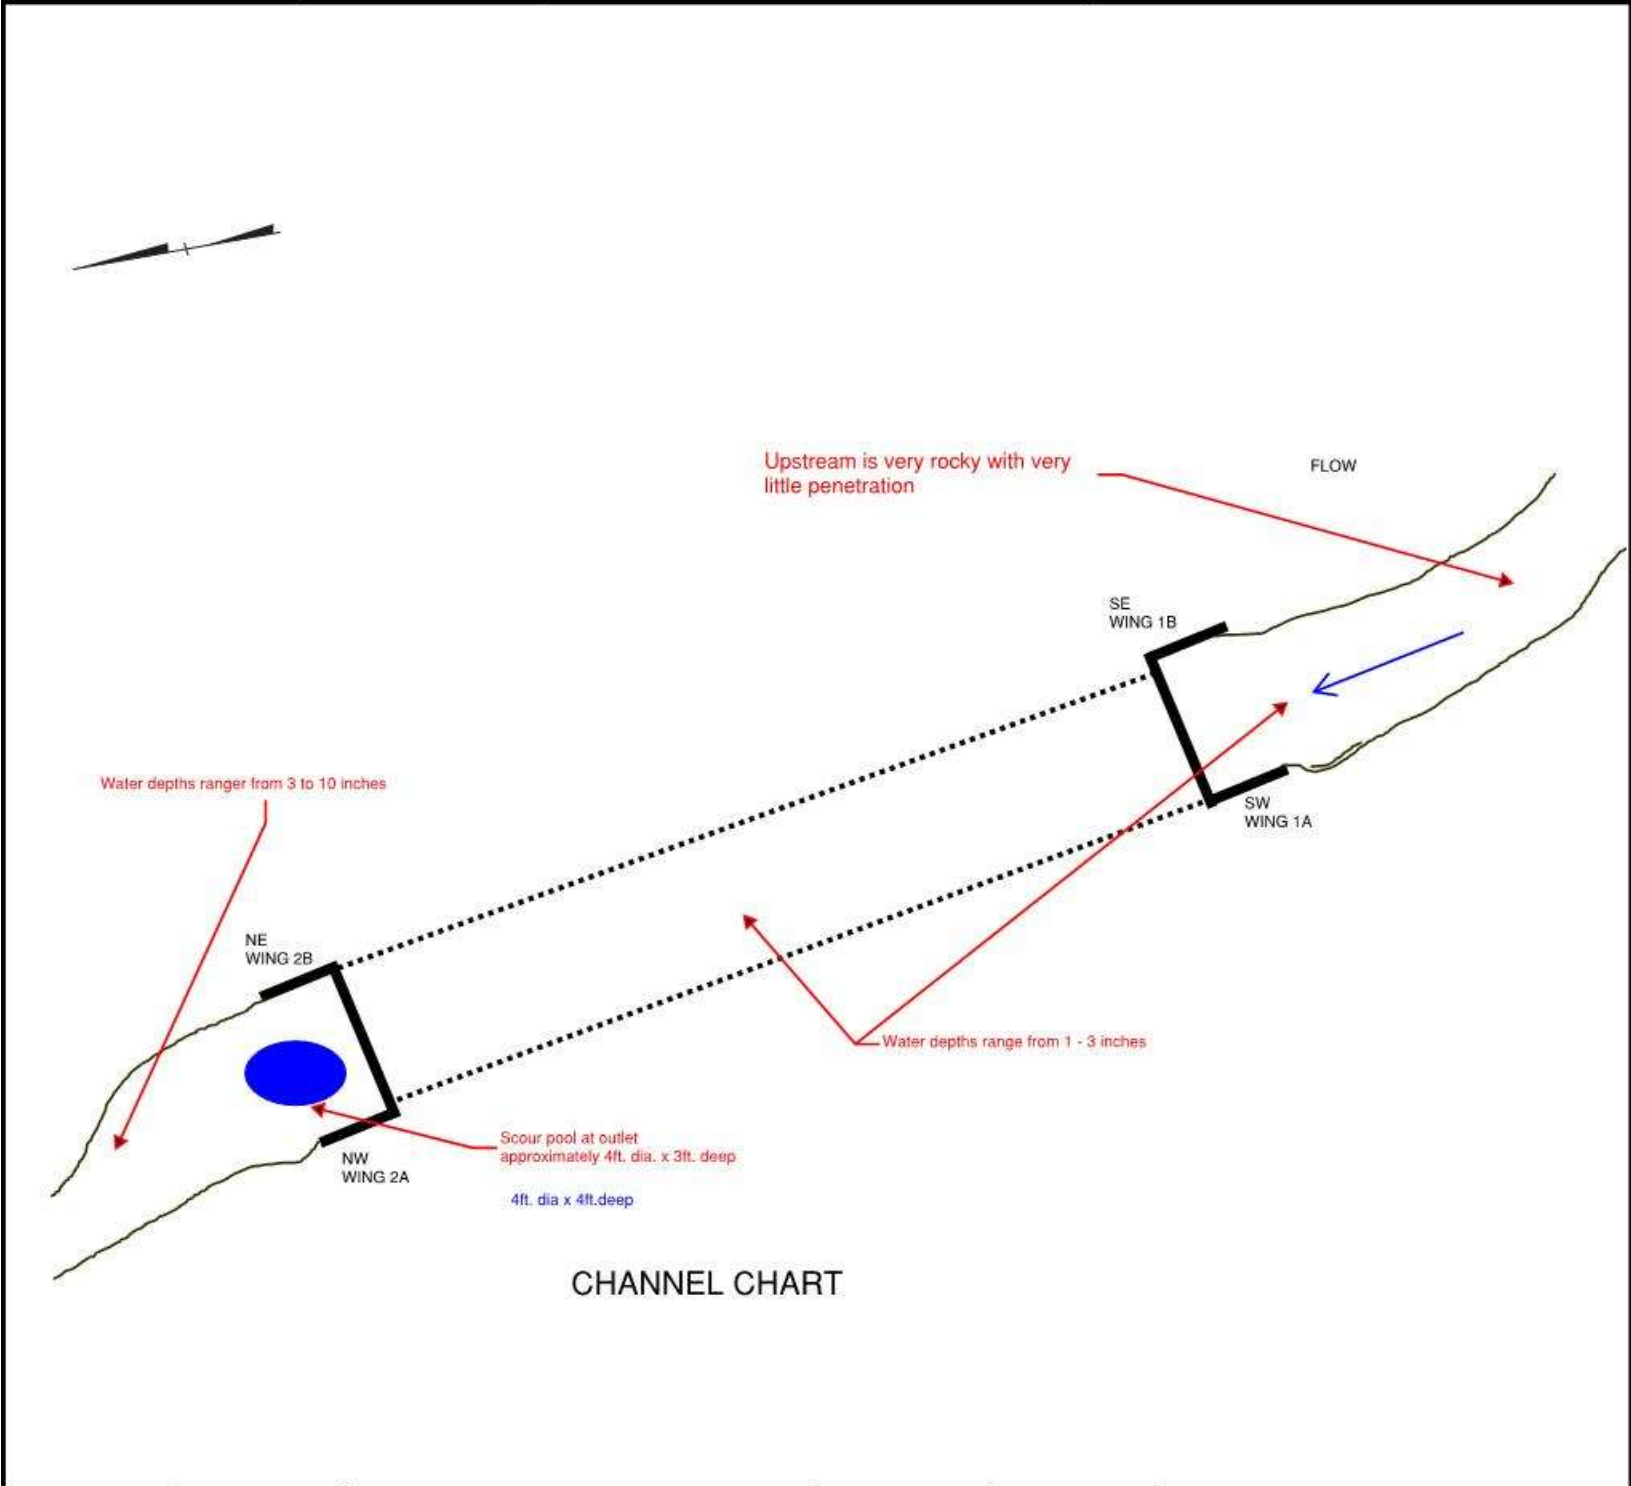 Upstream is very rocky with very
little penetration
FLOW
SE
WING 1B
SW
WING 1A
Water depths ranger from 3 to 10 inches
NE
WING 2B
Water depths range from 1 - 3 inches
Scour pool at outlet
approximately 4ft. dia. x 3ft. deep
NW
WING 2A
4ft. dia x 4ft.deep
CHANNEL CHART